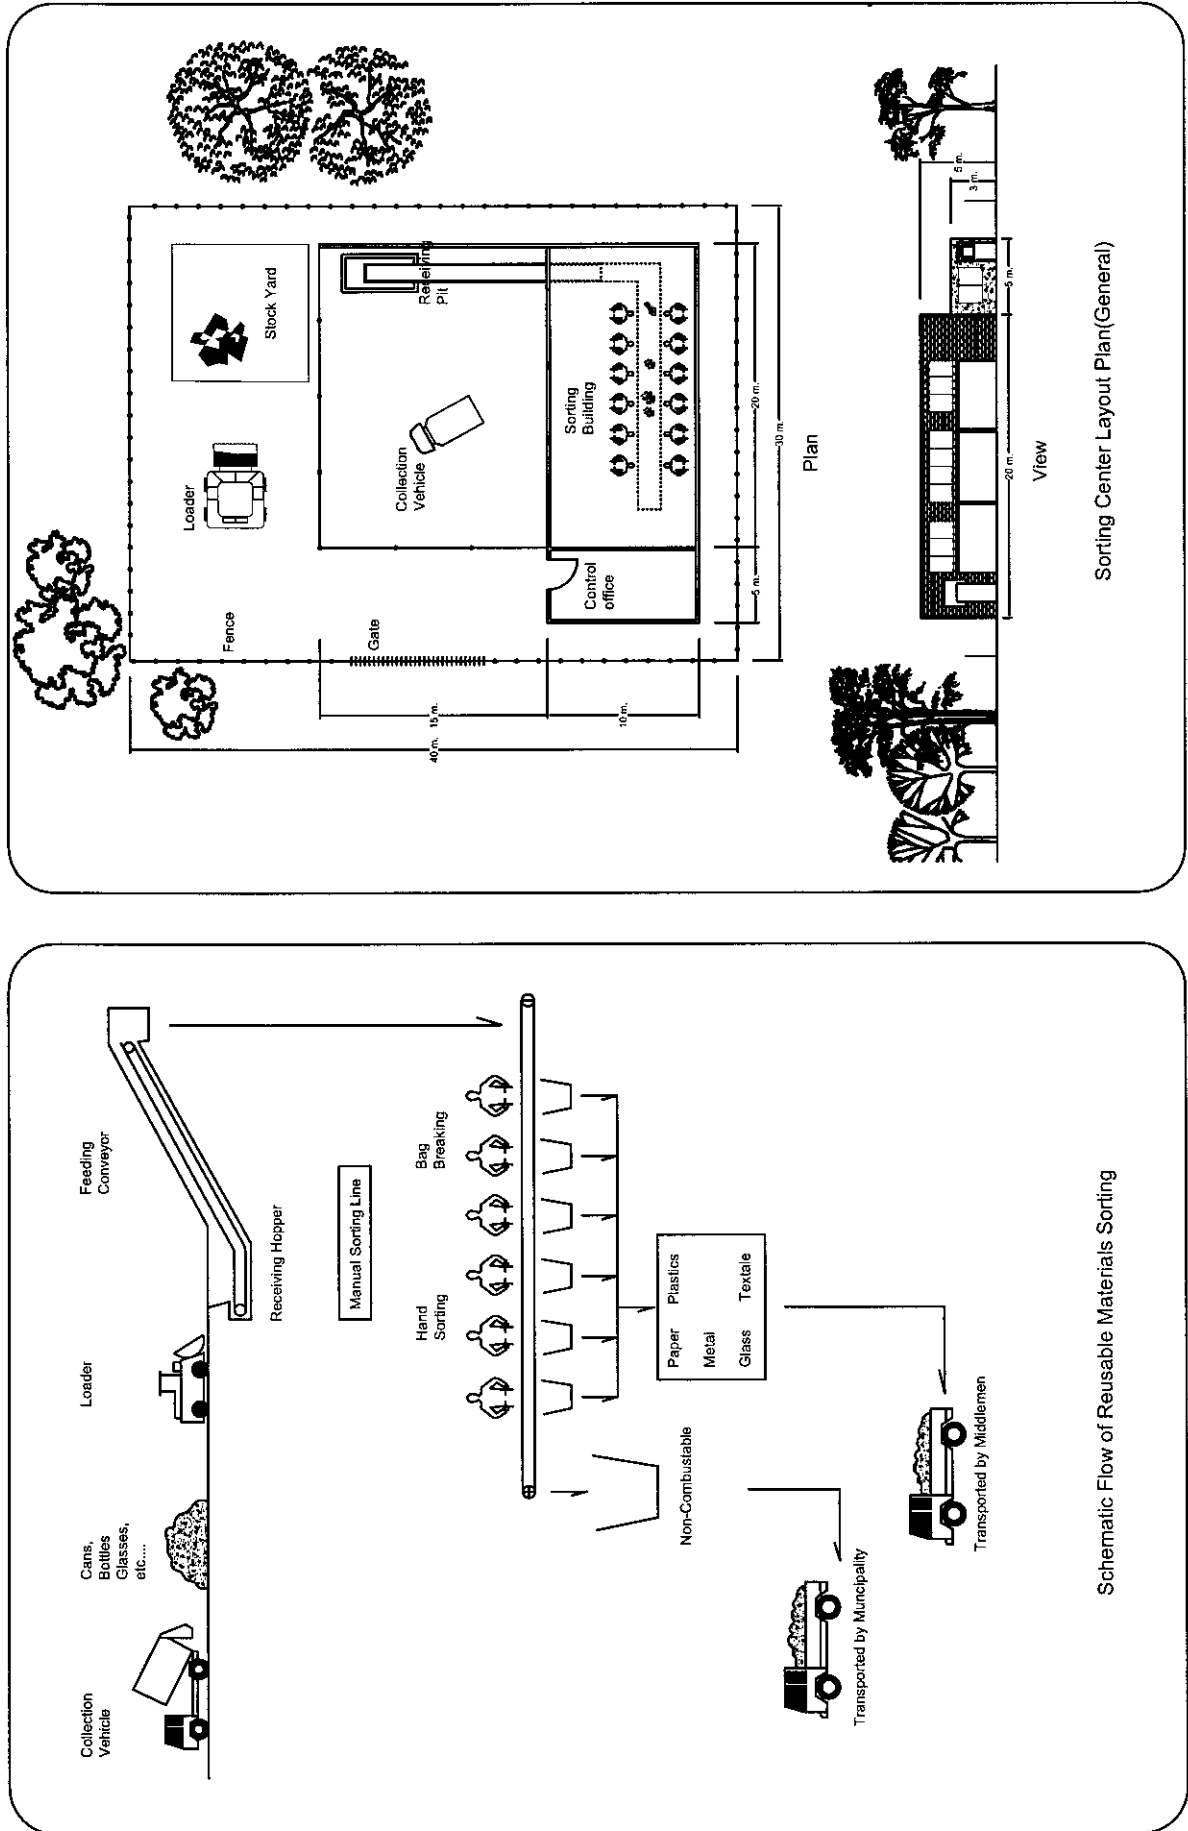 Collection
Vehicle
Cans,
Bottles
Glasses,
etc....
Loader
Feeding
Conveyor
Receiving Hopper
Manual Sorting Line
Hand
Sorting
Bag
Breaking
Non-Combustable
Paper Plastics
Metal
Glass Textale
Transported by Muncipality
Transported by Middlemen
Schematic Flow of Reusable Materials Sorting
Fence
Loader
Stock Yard
Gate
Collection
Vehicle
Receiving
Pit
Sorting
Building
Control
office
40 m.
15 m.
10 m.
5 m.
20 m.
30 m.
Plan
5 m.
3 m.
20 m.
5 m.
View
Sorting Center Layout Plan(General)